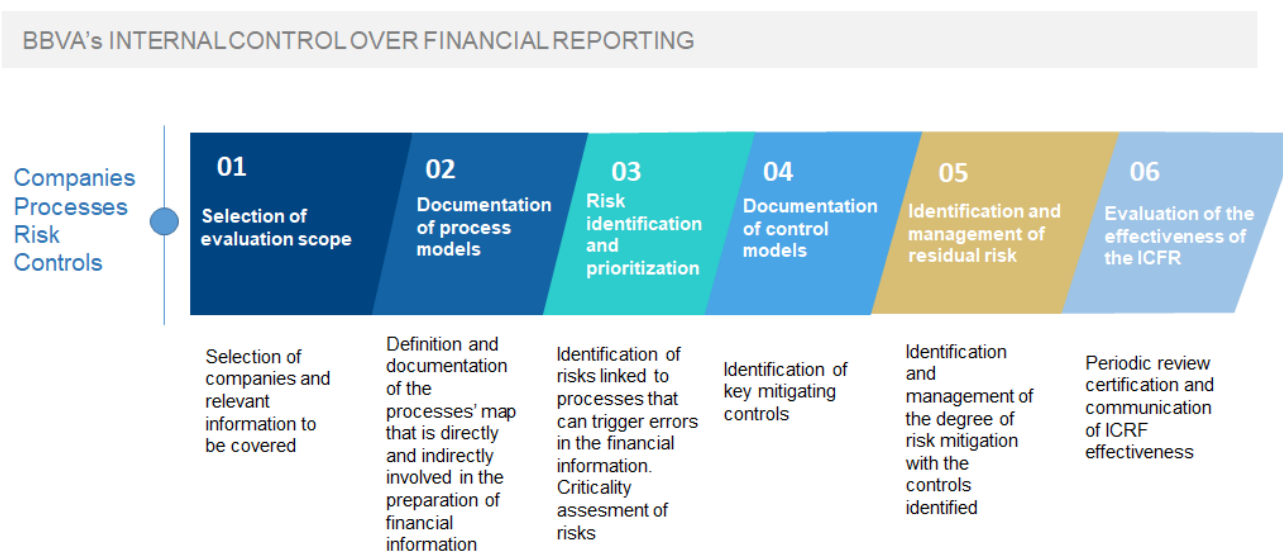 BBVA's INTERNAL CONTROL OVER FINANCIAL REPORTING
Companies
Processes
Risk
Controls
01
Selection of
evaluation scope
02
Documentation
of process
models
03
Risk
identification
and
prioritization
04
Documentation
of control
models
05
Identification and
management of
residual risk
06
Evaluation of the
effectiveness of
the ICFR
Selection of
companies and
relevant
information to
be covered
Definition and
documentation
of the
processes' map
that is directly
and indirectly
involved in the
preparation of
financial
information
Identification of
risks linked to
processes that
can trigger errors
in the financial
information.
Criticality
assesment of
risks
Identification of
key mitigating
controls
Identification
and
management of
the degree of
risk mitigation
with the
controls
identified
Periodic review
certification and
communication
of ICRF
effectiveness